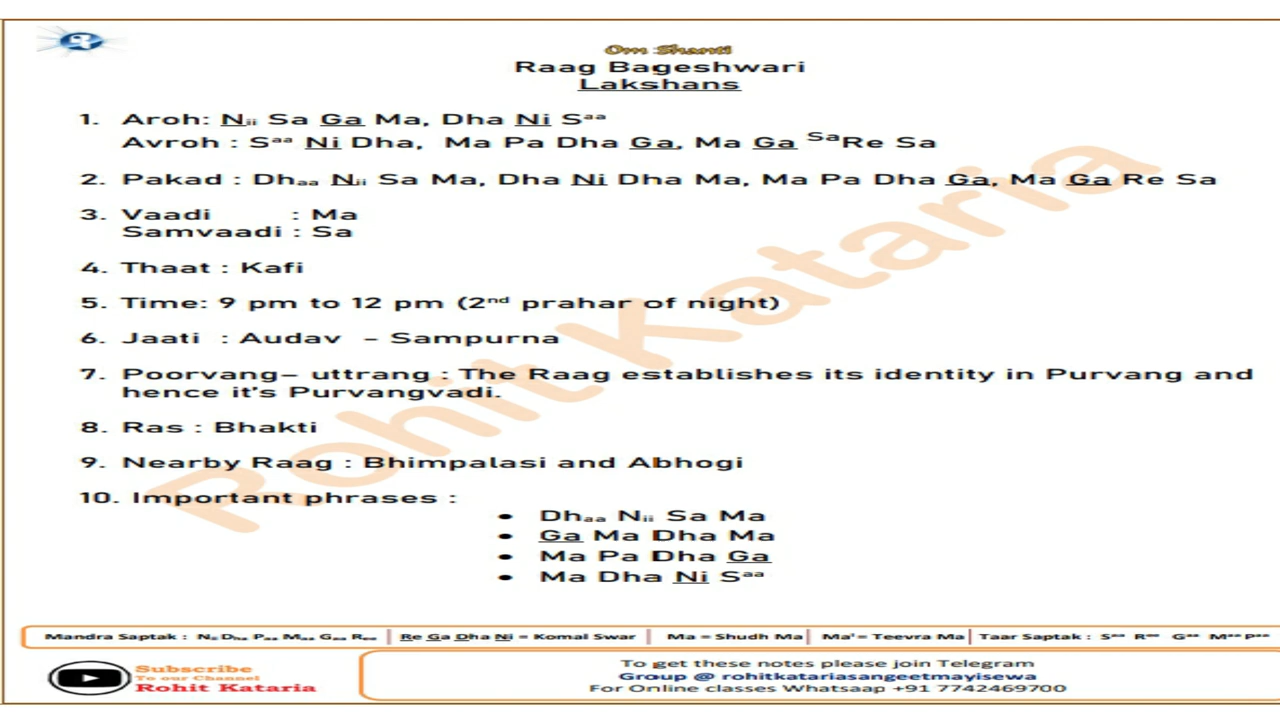 Om Shanti
Raag Bageshwari
Lakshans
1. Aroh: Nᵢᵢ Sa Ga Ma, Dha Ni Sᵃᵃ
Avroh : Sᵃᵃ Ni Dha, Ma Pa Dha Ga, Ma Ga ˢᵃRe Sa
2. Pakad : Dhₐₐ Nᵢᵢ Sa Ma, Dha Ni Dha Ma, Ma Pa Dha Ga, Ma Ga Re Sa
3. Vaadi : Ma
Samvaadi : Sa
4. Thaat : Kafi
5. Time: 9 pm to 12 pm (2ⁿᵈ prahar of night)
6. Jaati : Audav – Sampurna
7. Poorvang– uttrang : The Raag establishes its identity in Purvang and
hence it's Purvangvadi.
8. Ras : Bhakti
9. Nearby Raag : Bhimpalasi and Abhogi
10. Important phrases :
• Dhₐₐ Nᵢᵢ Sa Ma
• Ga Ma Dha Ma
• Ma Pa Dha Ga
• Ma Dha Ni Sᵃᵃ
Rohit Kataria
Mandra Saptak : Nᵢᵢ Dhₐ Pₐₐ Mₐₐ Gₐₐ Rₑₑ | Re Ga Dha Ni = Komal Swar | Ma = Shudh Ma | Ma' = Teevra Ma | Taar Saptak : Sᵃᵃ Rᵉᵉ Gᵃᵃ Mᵃᵃ Pᵃᵃ
Subscribe
To our Channel
Rohit Kataria
To get these notes please join Telegram
Group @ rohitkatariasangeetmayisewa
For Online classes Whatsaap +91 7742469700